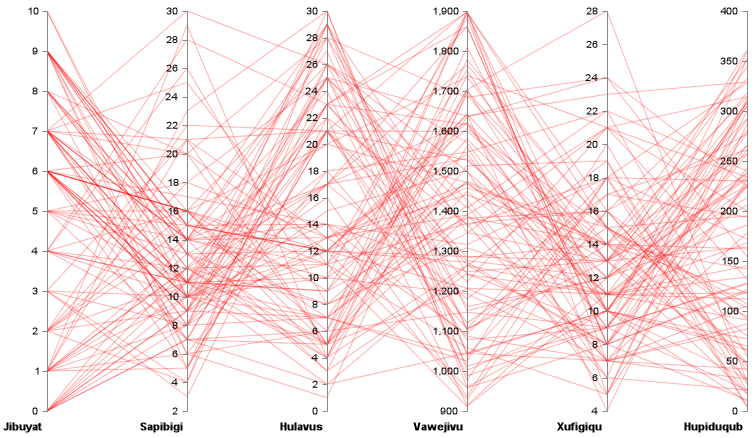 10 30 30 1,900 28 400
9 28 28 1,800 26 350
8 26 26 1,700 24 300
7 24 24 1,600 22 250
6 22 22 1,500 20 200
5 20 20 1,400 18 150
4 18 18 1,300 16 100
3 16 16 1,200 14 50
2 14 14 1,100 12 0
1 12 12 1,000 10
0 10 10 900 8
8 8 6
6 6 4
4 4
2 2
0
Jibuyat Sapibigi Hulavus Vawejivu Xufigiqu Hupiduqub